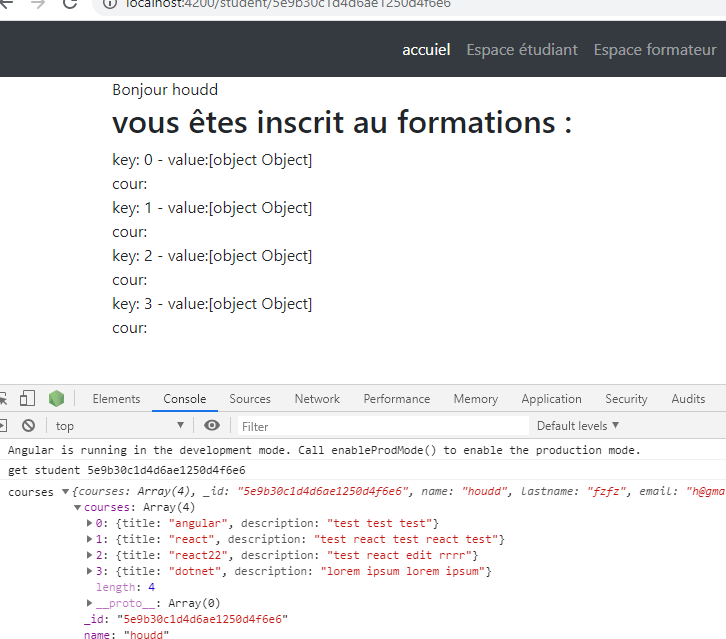 localhost:4200/student/5e9b30c1d4d6ae1250d4f6e6
accuiel Espace étudiant Espace formateur
Bonjour houdd
vous êtes inscrit au formations :
key: 0 - value:[object Object]
cour:
key: 1 - value:[object Object]
cour:
key: 2 - value:[object Object]
cour:
key: 3 - value:[object Object]
cour:
Elements Console Sources Network Performance Memory Application Security Audits
top ▼ Filter Default levels ▼
Angular is running in the development mode. Call enableProdMode() to enable the production mode.
get student 5e9b30c1d4d6ae1250d4f6e6
courses ▼{courses: Array(4), _id: "5e9b30c1d4d6ae1250d4f6e6", name: "houdd", lastname: "fzfz", email: "h@gma
▼courses: Array(4)
▶0: {title: "angular", description: "test test test"}
▶1: {title: "react", description: "test react test react test"}
▶2: {title: "react22", description: "test react edit rrrr"}
▶3: {title: "dotnet", description: "lorem ipsum lorem ipsum"}
length: 4
▶__proto__: Array(0)
_id: "5e9b30c1d4d6ae1250d4f6e6"
name: "houdd"